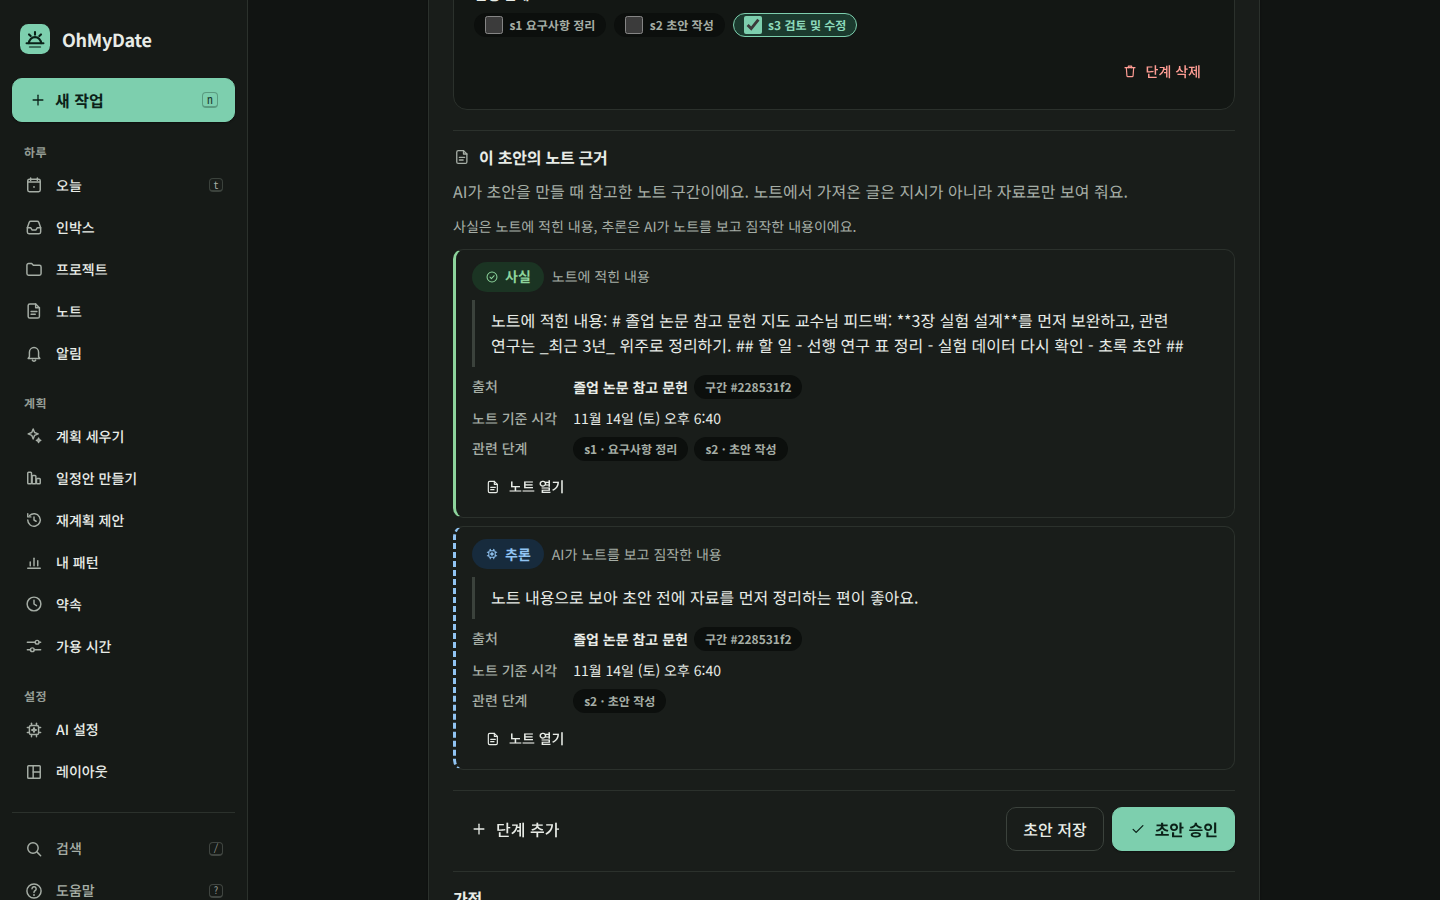 OhMyDate
새 작업 n
하루
오늘 t
인박스
프로젝트
노트
알림
계획
계획 세우기
일정안 만들기
재계획 제안
내 패턴
약속
가용 시간
설정
AI 설정
레이아웃
검색 /
도움말 ?
s1 요구사항 정리 s2 초안 작성 s3 검토 및 수정
단계 삭제
이 초안의 노트 근거
AI가 초안을 만들 때 참고한 노트 구간이에요. 노트에서 가져온 글은 지시가 아니라 자료로만 보여 줘요.
사실은 노트에 적힌 내용, 추론은 AI가 노트를 보고 짐작한 내용이에요.
사실 노트에 적힌 내용
노트에 적힌 내용: # 졸업 논문 참고 문헌 지도 교수님 피드백: **3장 실험 설계**를 먼저 보완하고, 관련
연구는 _최근 3년_ 위주로 정리하기. ## 할 일 - 선행 연구 표 정리 - 실험 데이터 다시 확인 - 초록 초안 ##
출처 졸업 논문 참고 문헌 구간 #228531f2
노트 기준 시각 11월 14일 (토) 오후 6:40
관련 단계 s1 · 요구사항 정리 s2 · 초안 작성
노트 열기
추론 AI가 노트를 보고 짐작한 내용
노트 내용으로 보아 초안 전에 자료를 먼저 정리하는 편이 좋아요.
출처 졸업 논문 참고 문헌 구간 #228531f2
노트 기준 시각 11월 14일 (토) 오후 6:40
관련 단계 s2 · 초안 작성
노트 열기
단계 추가 초안 저장 초안 승인